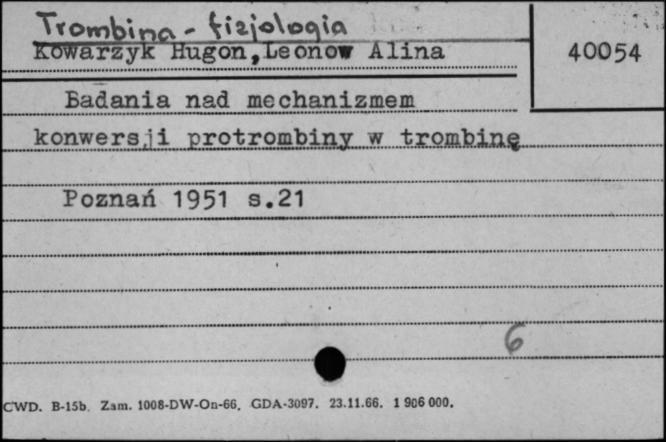 Trombina - fizjologia
Kowarzyk Hugon, Leonow Alina
40054
Badania nad mechanizmem
konwersji protrombiny w trombinę
Poznań 1951 s.21
6
CWD. B-15b. Zam. 1008-DW-On-66. GDA-3097. 23.11.66. 1 906 000.